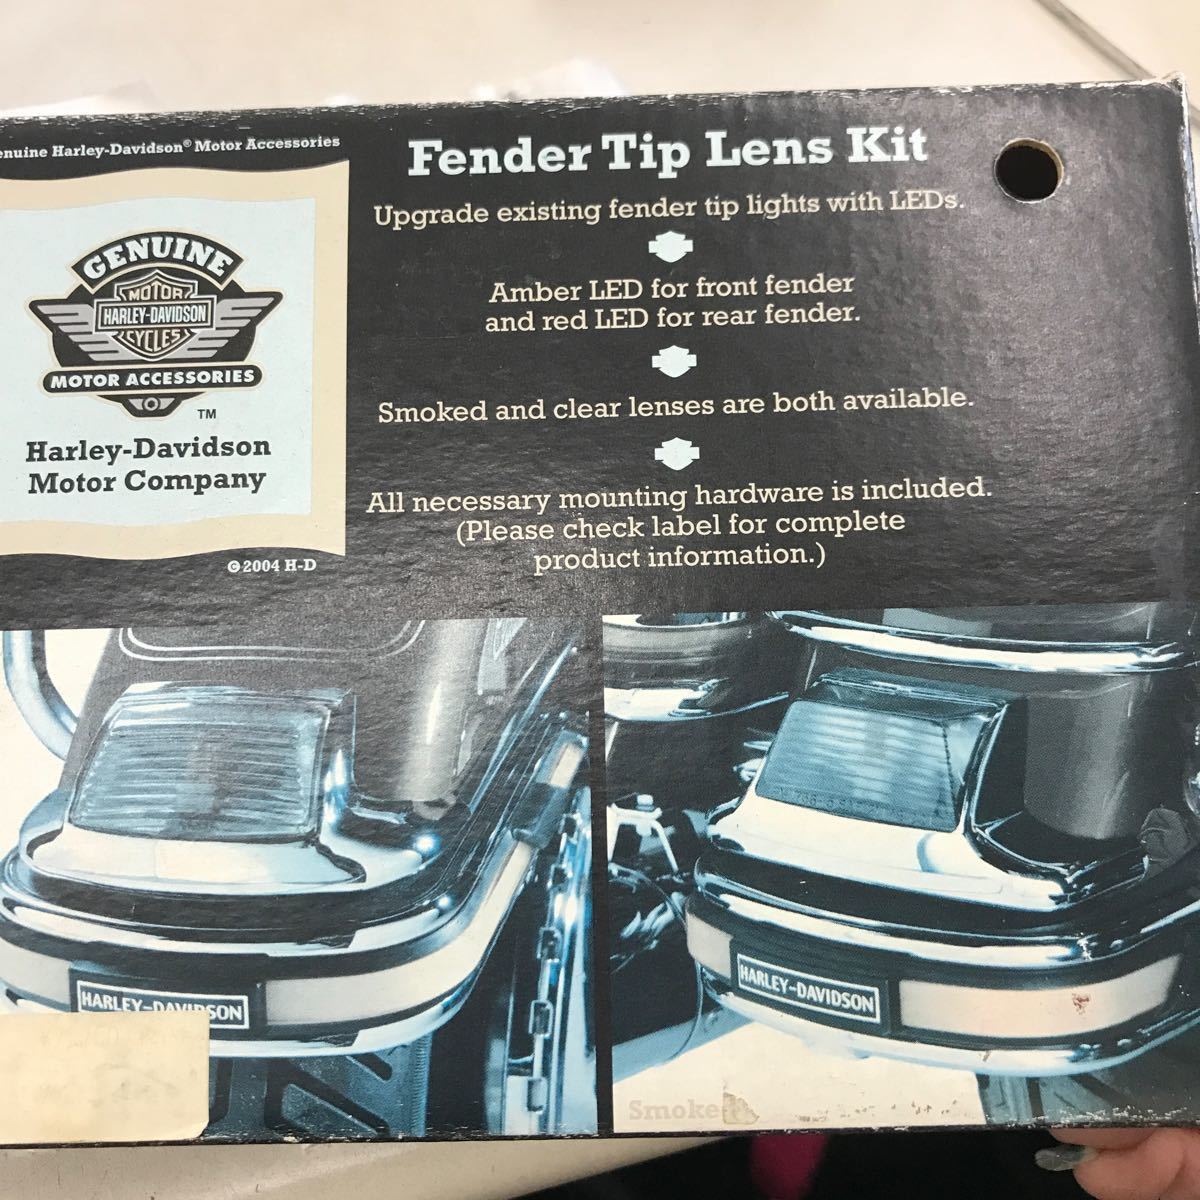 Genuine Harley-Davidson® Motor Accessories
Fender Tip Lens Kit
Upgrade existing fender tip lights with LEDs.
Amber LED for front fender
and red LED for rear fender.
Smoked and clear lenses are both available.
All necessary mounting hardware is included.
(Please check label for complete
product information.)
GENUINE
MOTOR
HARLEY-DAVIDSON
CYCLES
MOTOR ACCESSORIES
TM
Harley-Davidson
Motor Company
©2004 H-D
HARLEY-DAVIDSON
HARLEY-DAVIDSON